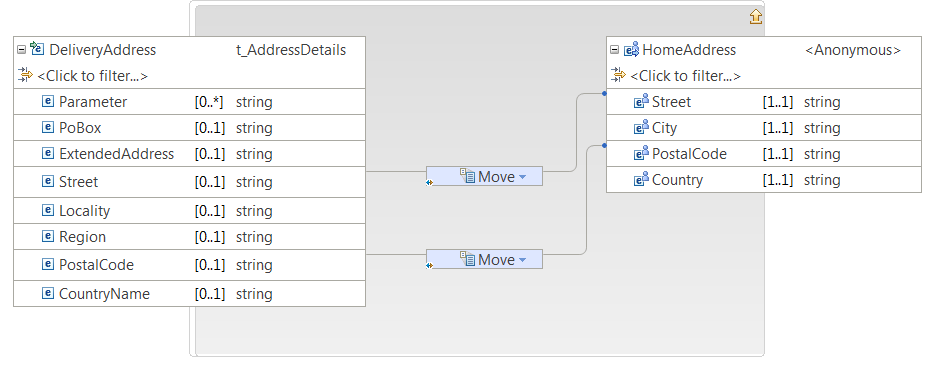 DeliveryAddress t_AddressDetails
<Click to filter...>
Parameter [0..*] string
PoBox [0..1] string
ExtendedAddress [0..1] string
Street [0..1] string
Locality [0..1] string
Region [0..1] string
PostalCode [0..1] string
CountryName [0..1] string
Move
Move
HomeAddress <Anonymous>
<Click to filter...>
Street [1..1] string
City [1..1] string
PostalCode [1..1] string
Country [1..1] string